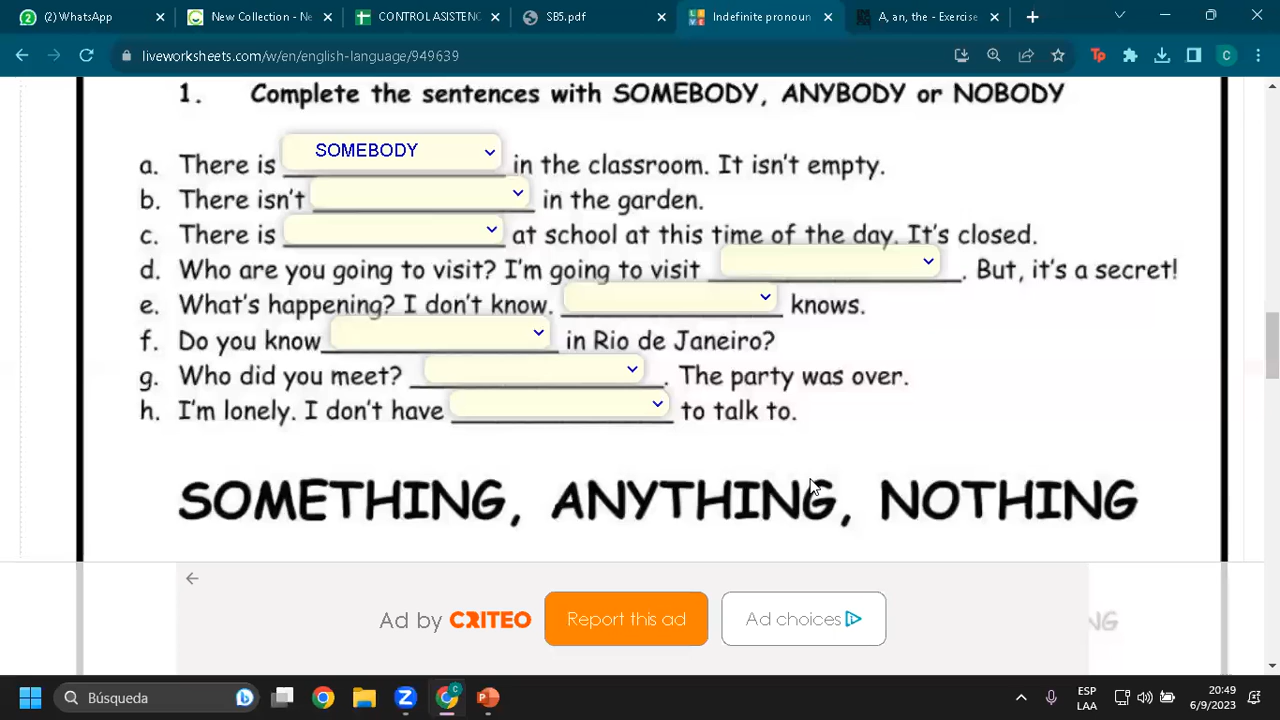 (2) WhatsApp
New Collection - Ne
CONTROL ASISTENC
SB5.pdf
Indefinite pronoun
A, an, the - Exercise
liveworksheets.com/w/en/english-language/949639
1. Complete the sentences with SOMEBODY, ANYBODY or NOBODY
a. There is SOMEBODY in the classroom. It isn't empty.
b. There isn't in the garden.
c. There is at school at this time of the day. It's closed.
d. Who are you going to visit? I'm going to visit . But, it's a secret!
e. What's happening? I don't know. knows.
f. Do you know in Rio de Janeiro?
g. Who did you meet? . The party was over.
h. I'm lonely. I don't have to talk to.
SOMETHING, ANYTHING, NOTHING
Ad by CRITEO
Report this ad
Ad choices
NG
Búsqueda
ESP
LAA
20:49
6/9/2023